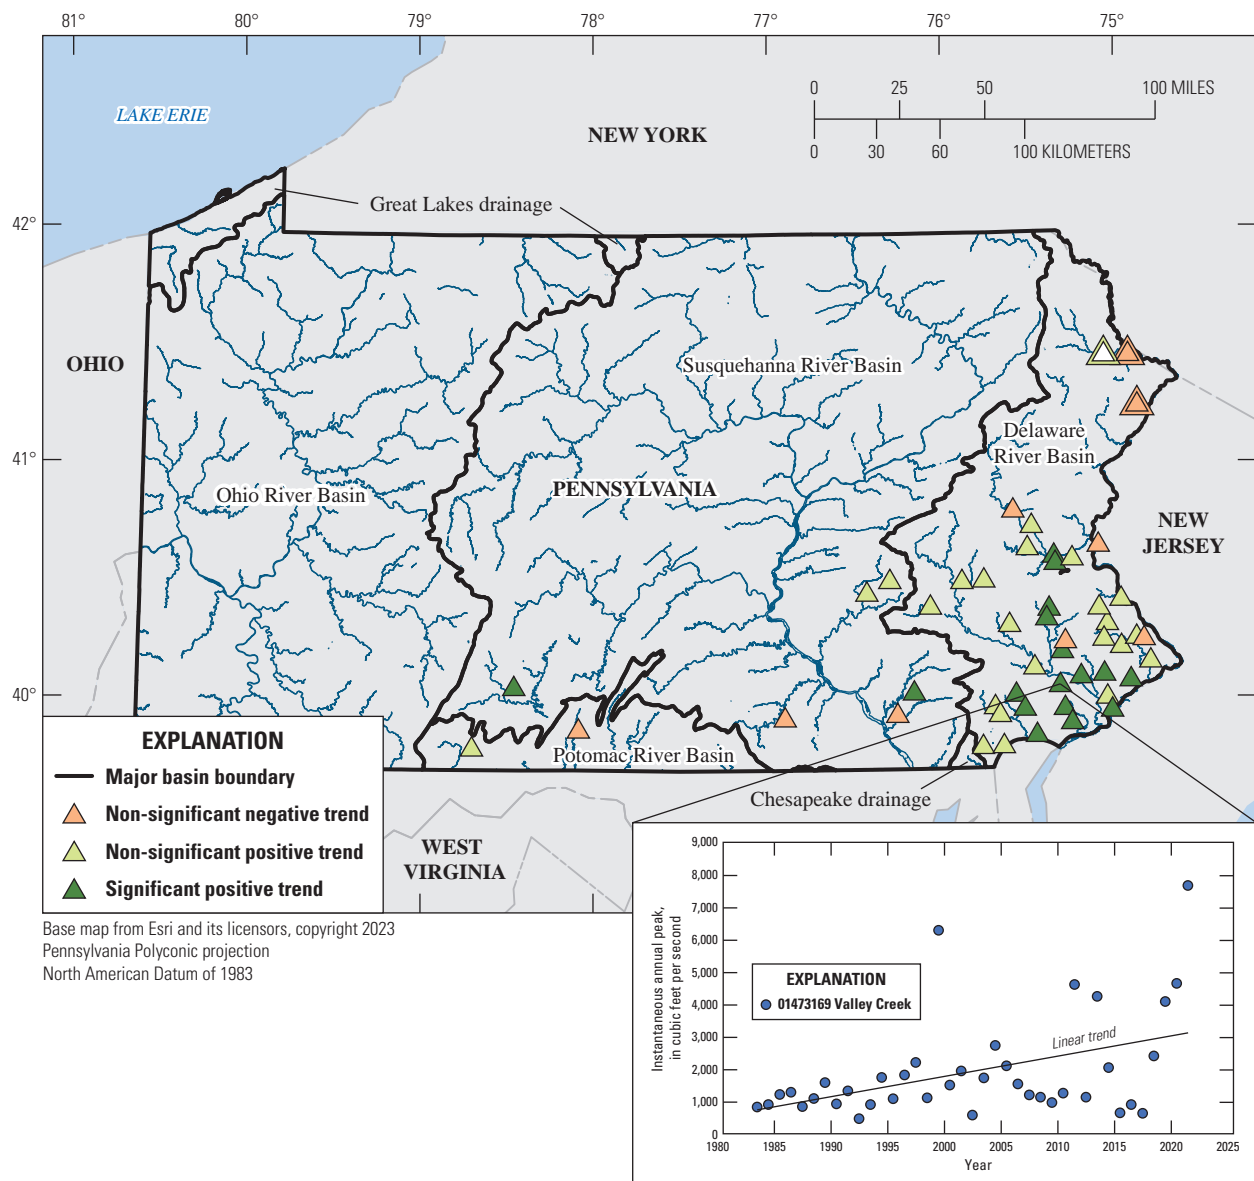 81° 80° 79° 78° 77° 76° 75°
0 25 50 100 MILES
0 30 60 100 KILOMETERS
LAKE ERIE
NEW YORK
Great Lakes drainage
42°
OHIO
Susquehanna River Basin
Delaware
River Basin
41°
Ohio River Basin
PENNSYLVANIA
NEW
JERSEY
40°
Potomac River Basin
Chesapeake drainage
WEST
VIRGINIA
EXPLANATION
Major basin boundary
Non-significant negative trend
Non-significant positive trend
Significant positive trend
Base map from Esri and its licensors, copyright 2023
Pennsylvania Polyconic projection
North American Datum of 1983
Instantaneous annual peak,
in cubic feet per second
9,000
8,000
7,000
6,000
5,000
4,000
3,000
2,000
1,000
0
EXPLANATION
01473169 Valley Creek
Linear trend
1980 1985 1990 1995 2000 2005 2010 2015 2020 2025
Year